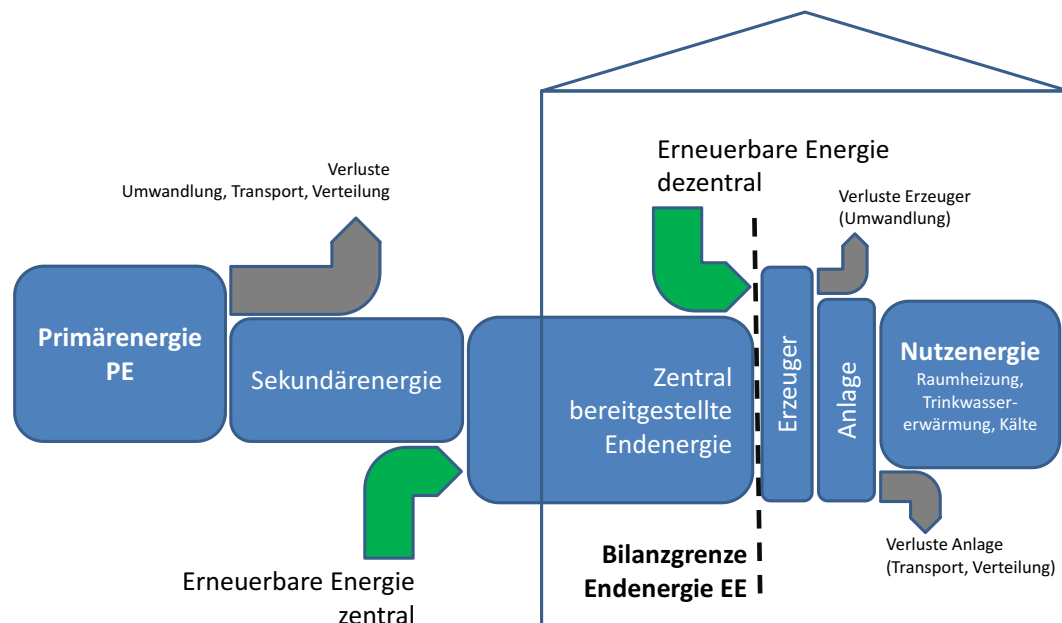 Erneuerbare Energie
dezentral
Verluste
Umwandlung, Transport, Verteilung
Verluste Erzeuger
(Umwandlung)
Primärenergie
PE
Sekundärenergie
Zentral
bereitgestellte
Endenergie
Erzeuger
Anlage
Nutzenergie
Raumheizung,
Trinkwasser-
erwärmung, Kälte
Erneuerbare Energie
zentral
Bilanzgrenze
Endenergie EE
Verluste Anlage
(Transport, Verteilung)